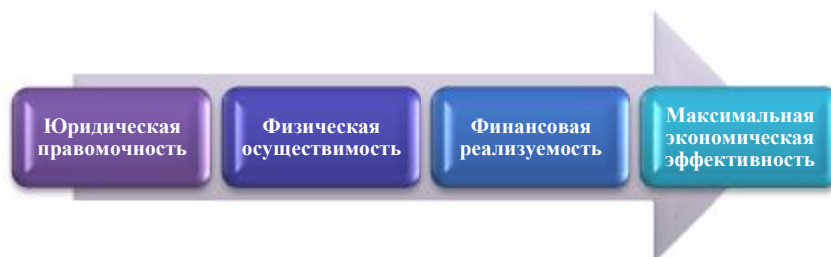 Юридическая
правомочность
Физическая
осуществимость
Финансовая
реализуемость
Максимальная
экономическая
эффективность